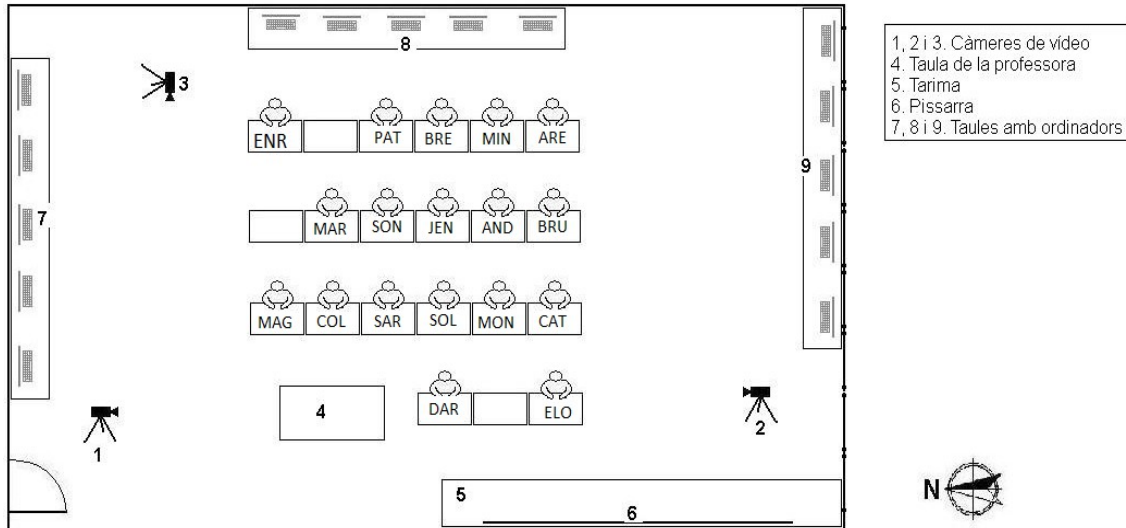 8
1, 2 i 3. Càmeres de vídeo
4. Taula de la professora
5. Tarima
6. Pissarra
7, 8 i 9. Taules amb ordinadors
3
ENR PAT BRE MIN ARE
9
7
MAR SON JEN AND BRU
MAG COL SAR SOL MON CAT
4
DAR ELO
1
2
5
6
N